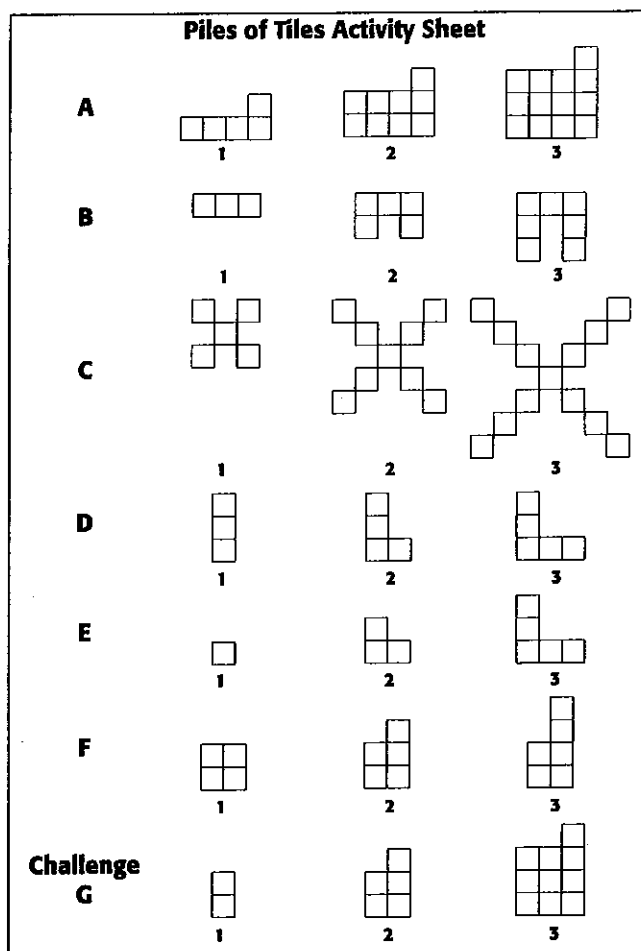 Piles of Tiles Activity Sheet
A
1 2 3
B
1 2 3
C
1 2 3
D
1 2 3
E
1 2 3
F
1 2 3
Challenge
G
1 2 3